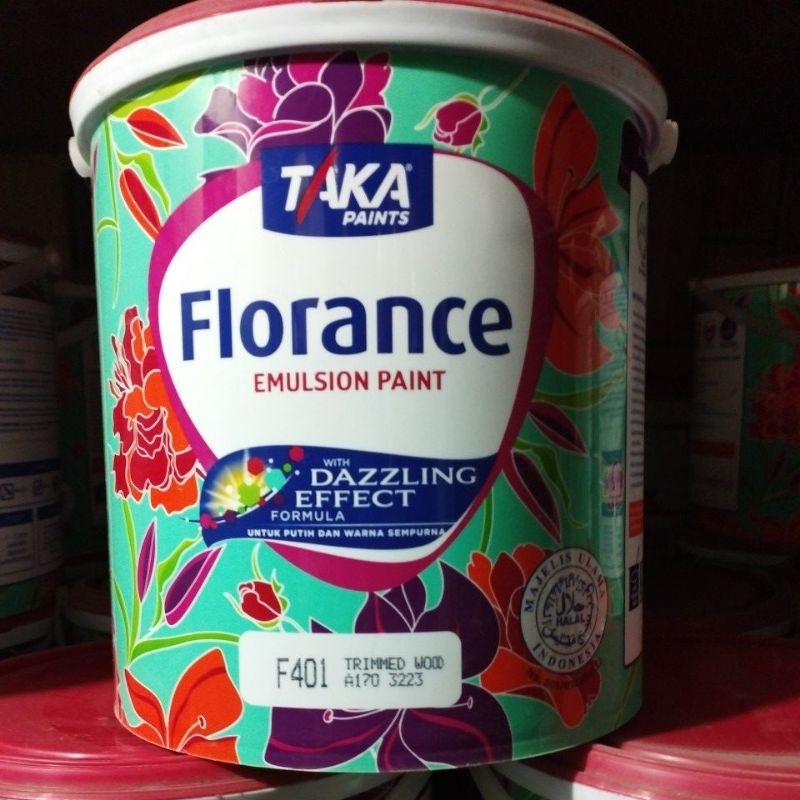 TAKA®
PAINTS
Florance
EMULSION PAINT
WITH
DAZZLING
EFFECT
FORMULA
UNTUK PUTIH DAN WARNA SEMPURNA
MAJELIS ULAMA
حلال
HALAL
INDONESIA
F401
TRIMMED WOOD
A170 3223